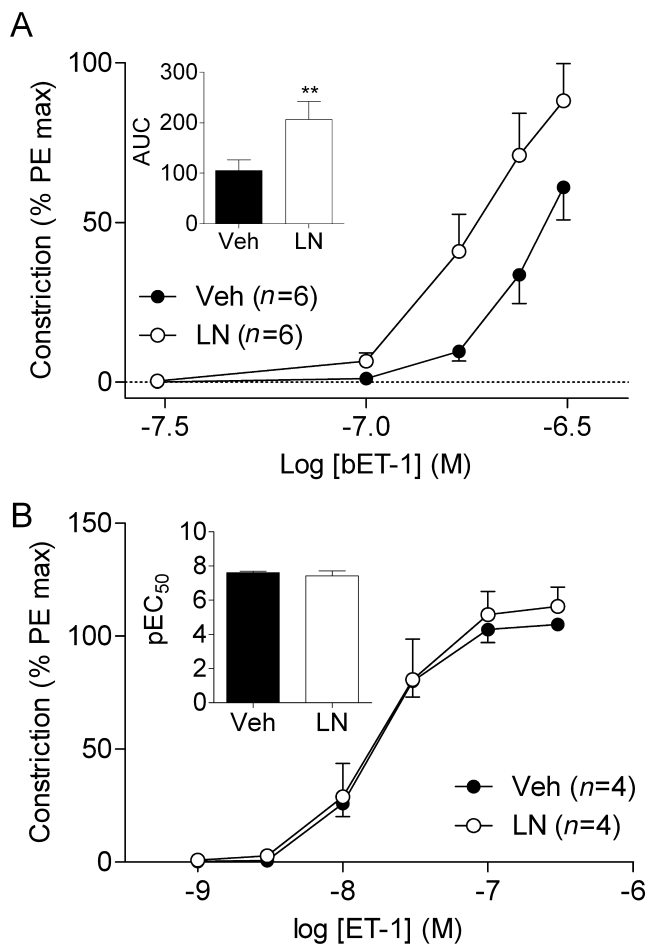 A
Constriction (% PE max)
100
50
0
AUC
300
200
100
0
**
Veh
LN
Veh (n=6)
LN (n=6)
-7.5
-7.0
-6.5
Log [bET-1] (M)
B
Constriction (% PE max)
150
100
50
0
pEC50
10
8
6
4
2
0
Veh
LN
Veh (n=4)
LN (n=4)
-9
-8
-7
-6
log [ET-1] (M)